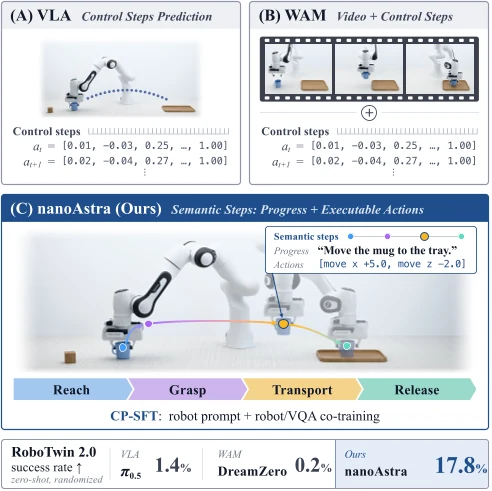 (A) VLA Control Steps Prediction
Control steps
a_t = [0.01, −0.03, 0.25, …, 1.00]
a_{t+1} = [0.02, −0.04, 0.27, …, 1.00]
⋮
(B) WAM Video + Control Steps
+
Control steps
a_t = [0.01, −0.03, 0.25, …, 1.00]
a_{t+1} = [0.02, −0.04, 0.27, …, 1.00]
⋮
(C) nanoAstra (Ours) Semantic Steps: Progress + Executable Actions
Semantic steps
Progress “Move the mug to the tray.”
Actions [move x +5.0, move z −2.0]
Reach Grasp Transport Release
CP-SFT: robot prompt + robot/VQA co-training
RoboTwin 2.0
success rate ↑
zero-shot, randomized
VLA
π0.5 1.4%
WAM
DreamZero 0.2%
Ours
nanoAstra 17.8%